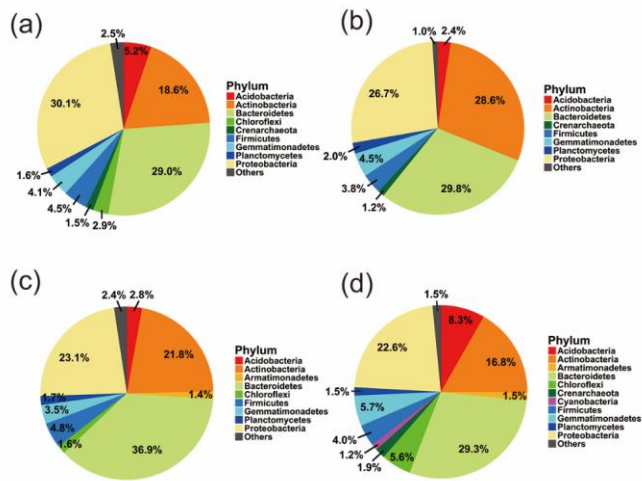 (a)
2.5%
5.2%
18.6%
29.0%
2.9%
1.5%
4.5%
4.1%
1.6%
30.1%
Phylum
Acidobacteria
Actinobacteria
Bacteroidetes
Chloroflexi
Crenarchaeota
Firmicutes
Gemmatimonadetes
Planctomycetes
Proteobacteria
Others
(b)
1.0%
2.4%
28.6%
29.8%
1.2%
3.8%
4.5%
2.0%
26.7%
Phylum
Acidobacteria
Actinobacteria
Bacteroidetes
Crenarchaeota
Firmicutes
Gemmatimonadetes
Planctomycetes
Proteobacteria
Others
(c)
2.4%
2.8%
21.8%
1.4%
36.9%
1.6%
4.8%
3.5%
1.7%
23.1%
Phylum
Acidobacteria
Actinobacteria
Armatimonadetes
Bacteroidetes
Chloroflexi
Firmicutes
Gemmatimonadetes
Planctomycetes
Proteobacteria
Others
(d)
1.5%
8.3%
16.8%
1.5%
29.3%
5.6%
1.9%
1.2%
4.0%
5.7%
1.5%
22.6%
Phylum
Acidobacteria
Actinobacteria
Armatimonadetes
Bacteroidetes
Chloroflexi
Crenarchaeota
Cyanobacteria
Firmicutes
Gemmatimonadetes
Planctomycetes
Proteobacteria
Others